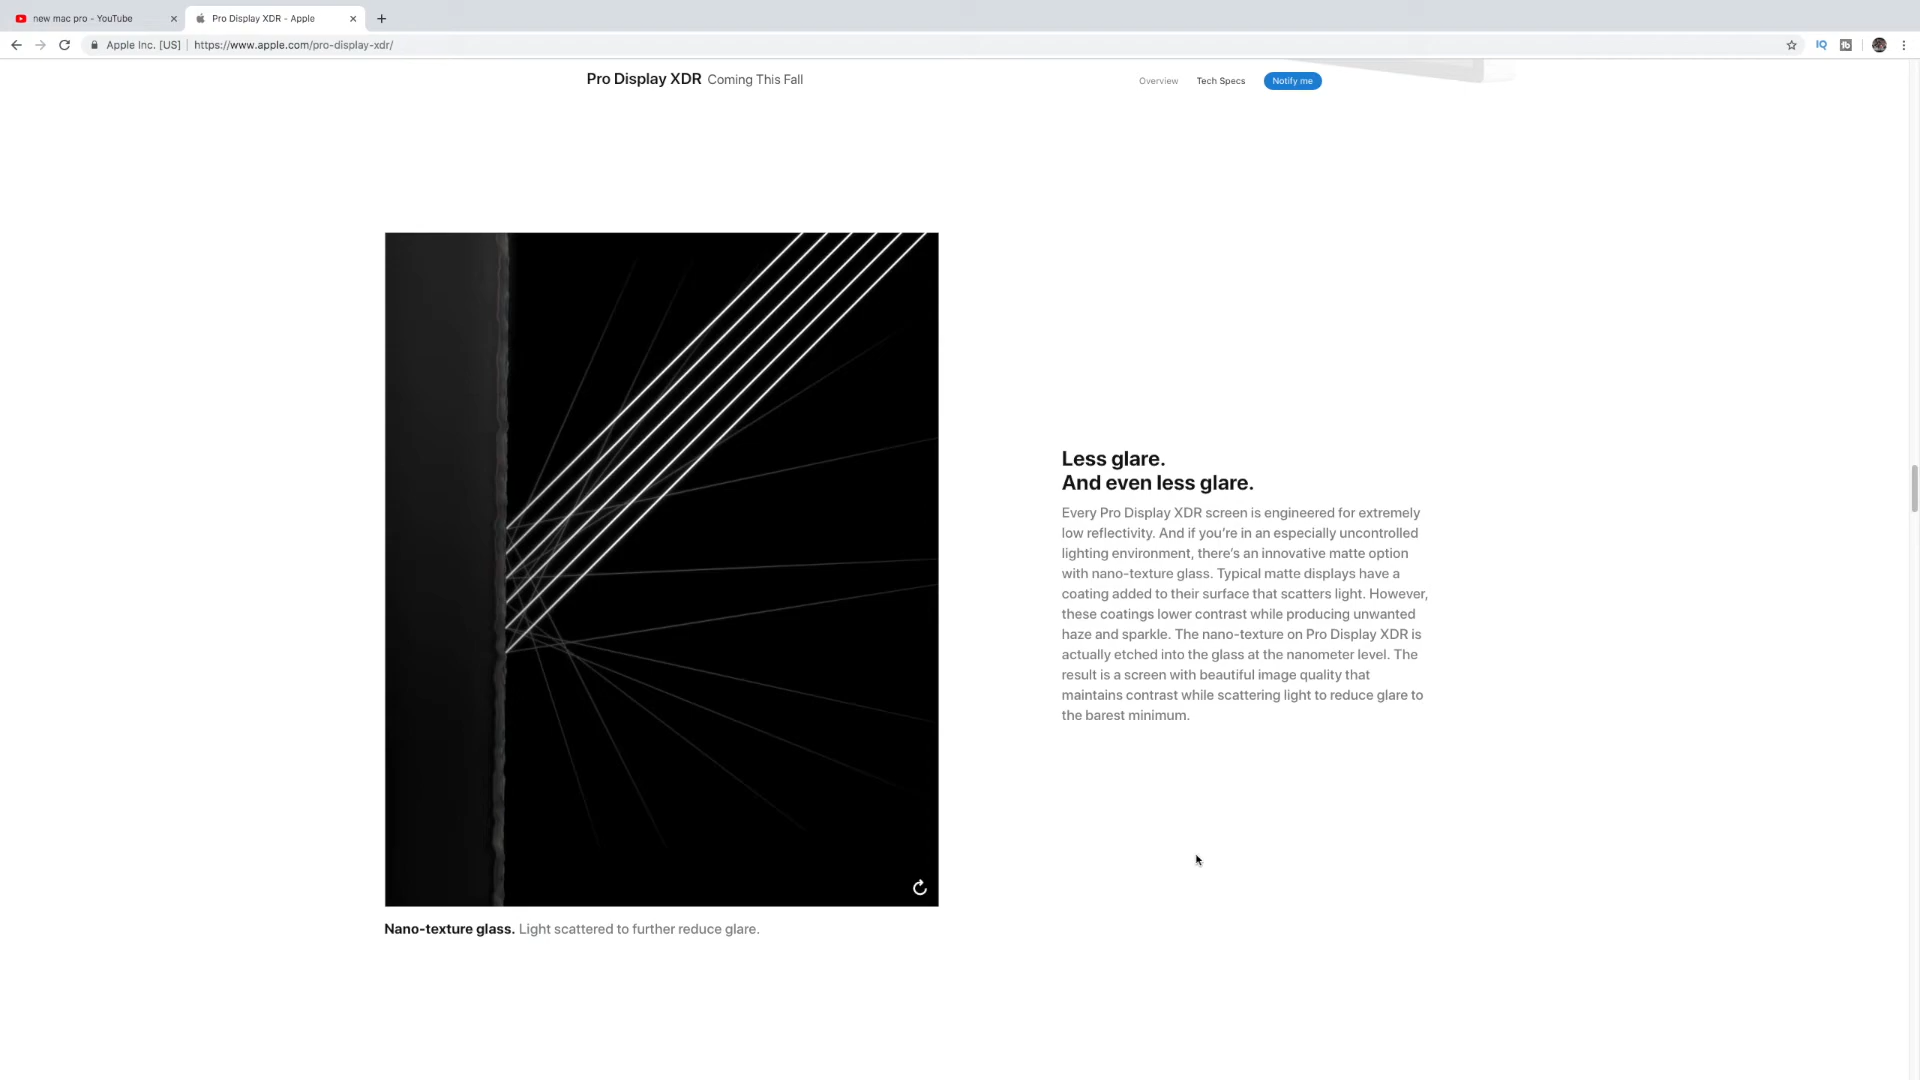 new mac pro - YouTube
Pro Display XDR - Apple
Apple Inc. [US]
https://www.apple.com/pro-display-xdr/
IQ
Pro Display XDR Coming This Fall
Overview
Tech Specs
Notify me
Less glare.
And even less glare.
Every Pro Display XDR screen is engineered for extremely
low reflectivity. And if you’re in an especially uncontrolled
lighting environment, there’s an innovative matte option
with nano-texture glass. Typical matte displays have a
coating added to their surface that scatters light. However,
these coatings lower contrast while producing unwanted
haze and sparkle. The nano-texture on Pro Display XDR is
actually etched into the glass at the nanometer level. The
result is a screen with beautiful image quality that
maintains contrast while scattering light to reduce glare to
the barest minimum.
Nano-texture glass. Light scattered to further reduce glare.